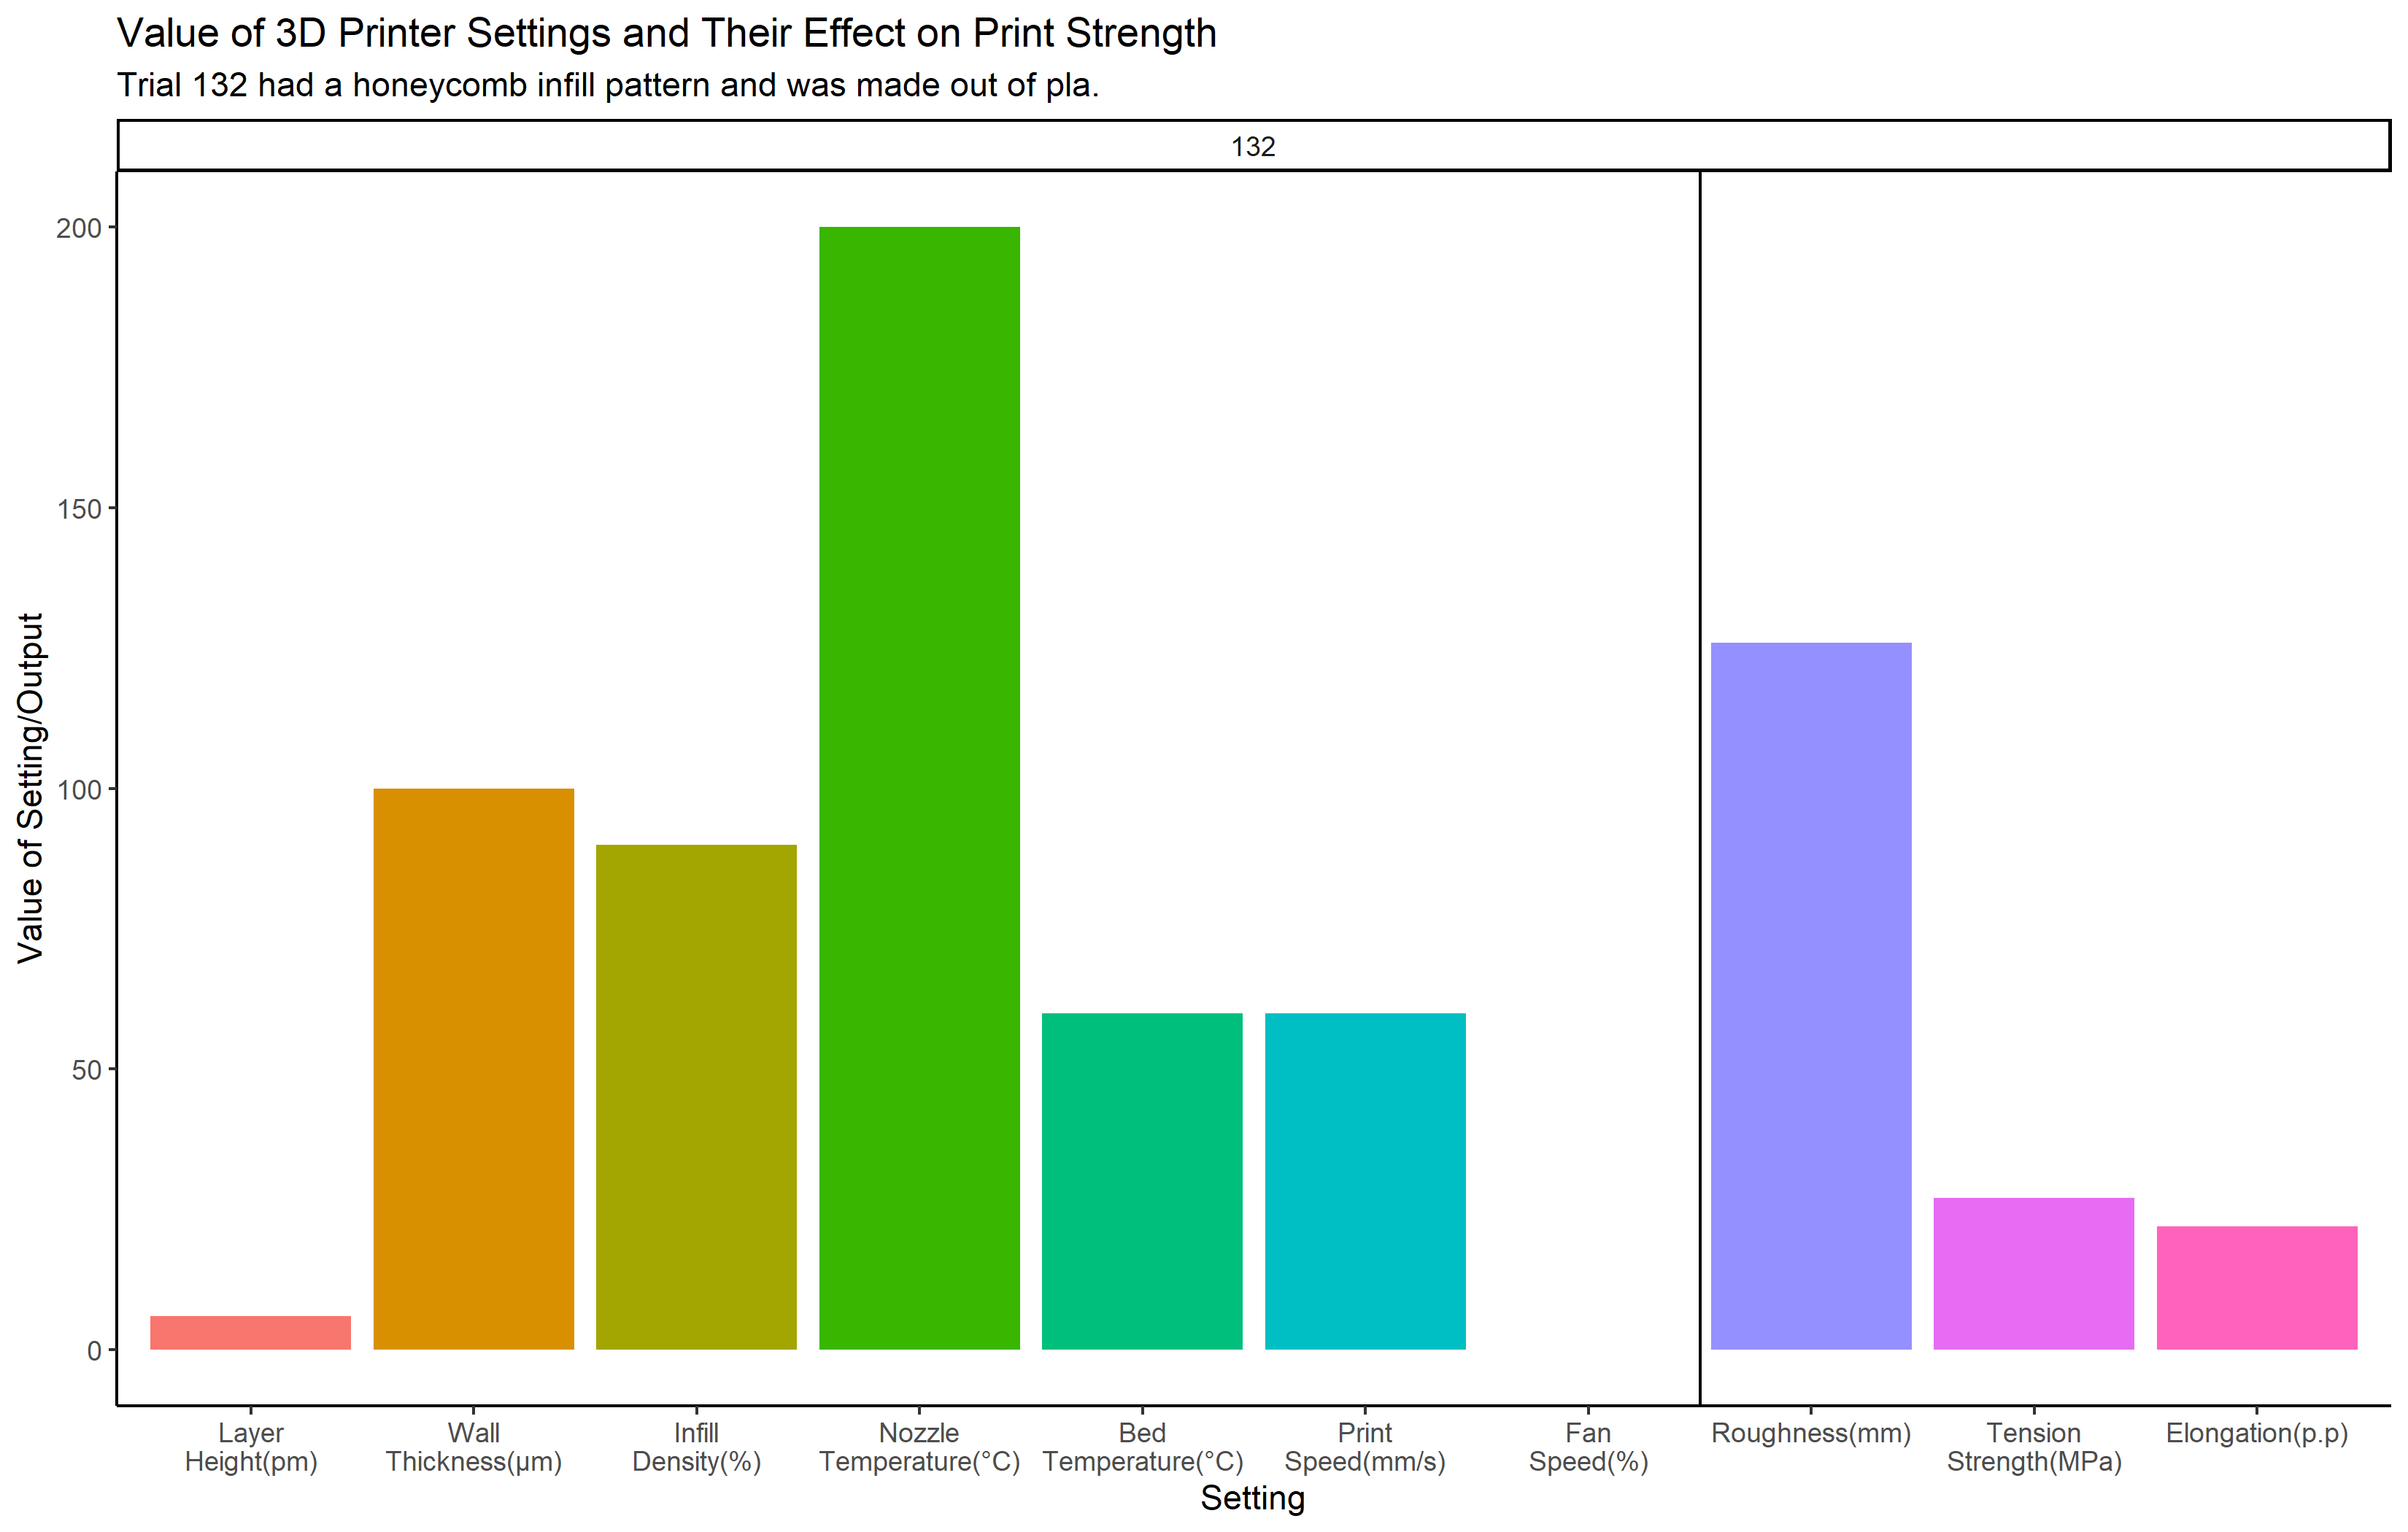 Value of 3D Printer Settings and Their Effect on Print Strength
Trial 132 had a honeycomb infill pattern and was made out of pla.
132
Value of Setting/Output
200
150
100
50
0
Layer
Height(pm)
Wall
Thickness(µm)
Infill
Density(%)
Nozzle
Temperature(°C)
Bed
Temperature(°C)
Print
Speed(mm/s)
Fan
Speed(%)
Roughness(mm)
Tension
Strength(MPa)
Elongation(p.p)
Setting